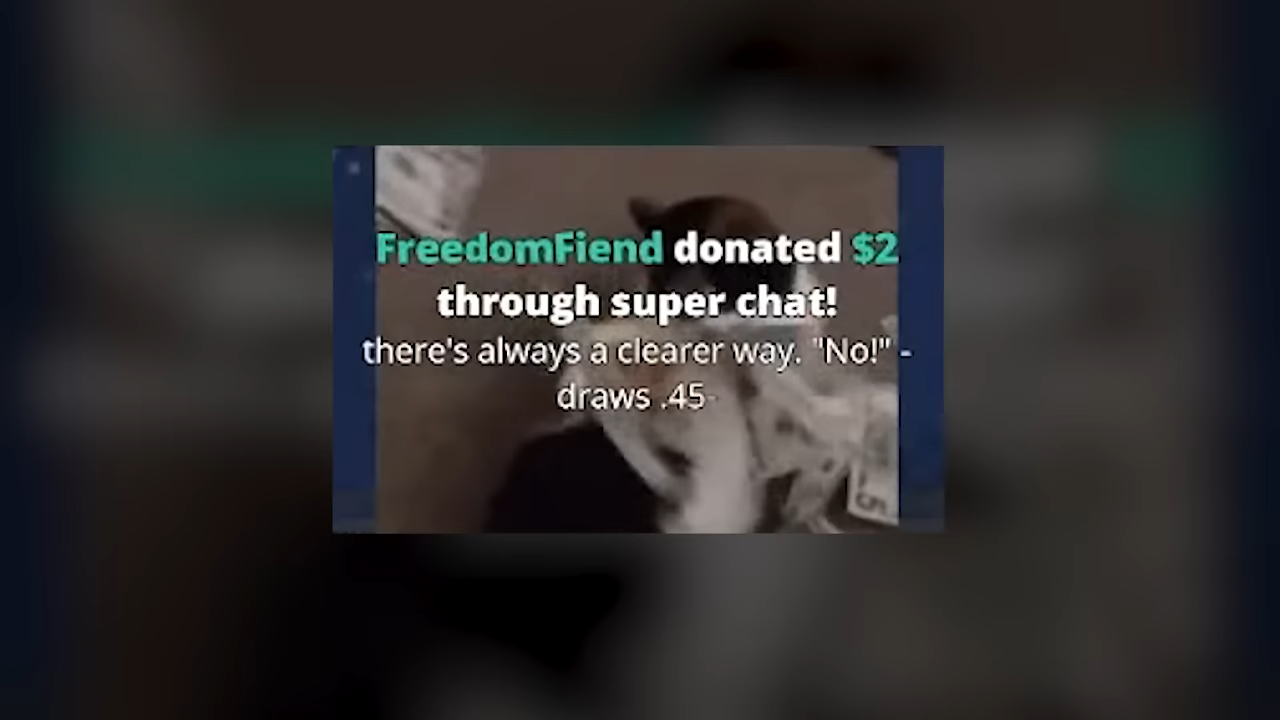 FreedomFiend donated $2
through super chat!
there's always a clearer way. "No!" -
draws .45-